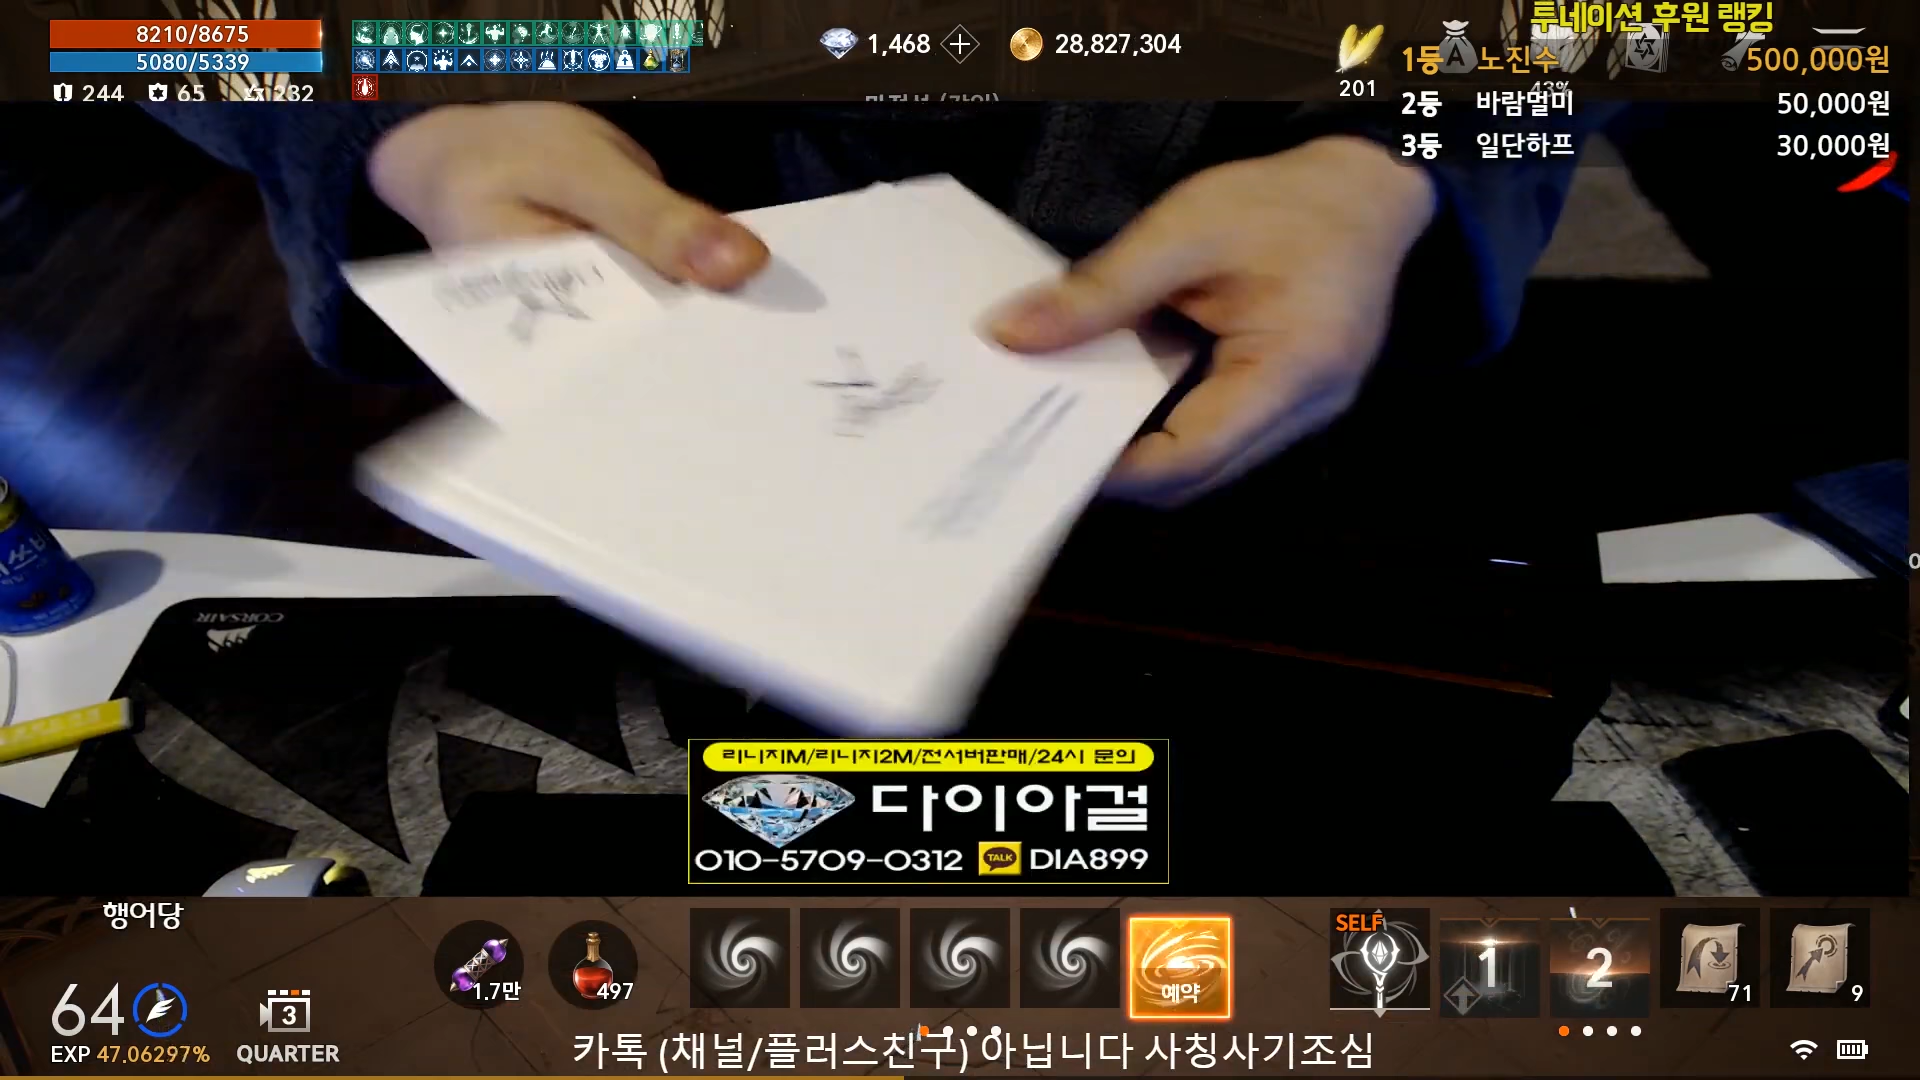 8210/8675
5080/5339
244 65 232
1,468
28,827,304
201
43%
투네이션 후원 랭킹
1등 노진수 500,000원
2등 바람멀미 50,000원
3등 일단하프 30,000원
CORSAIR
리니지M/리니지2M/전서버판매/24시 문의
다이아걸
010-5709-0312 TALK DIA899
행어당
64
EXP 47.06297%
3
QUARTER
1.7만
497
예약
SELF
1
2
71
9
카톡 (채널/플러스친구) 아닙니다 사칭사기조심